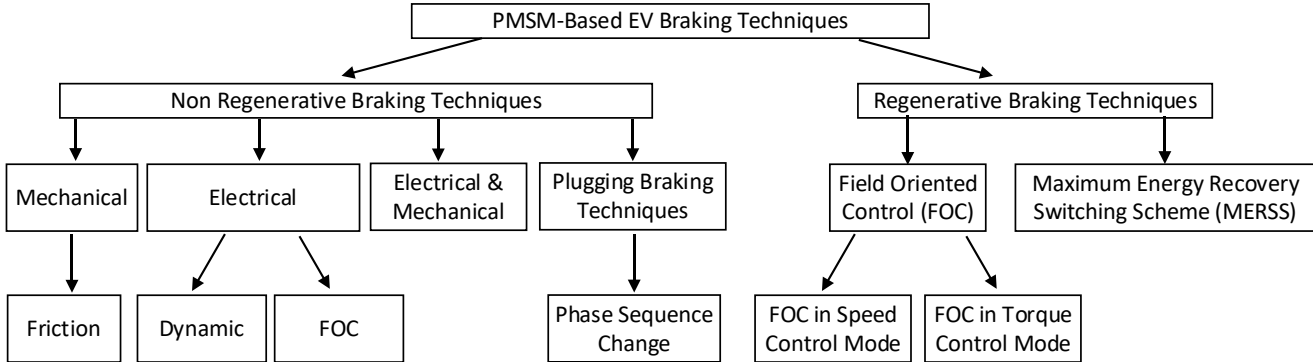 PMSM-Based EV Braking Techniques
Non Regenerative Braking Techniques
Regenerative Braking Techniques
Mechanical
Electrical
Electrical &
Mechanical
Plugging Braking
Techniques
Field Oriented
Control (FOC)
Maximum Energy Recovery
Switching Scheme (MERSS)
Friction
Dynamic
FOC
Phase Sequence
Change
FOC in Speed
Control Mode
FOC in Torque
Control Mode